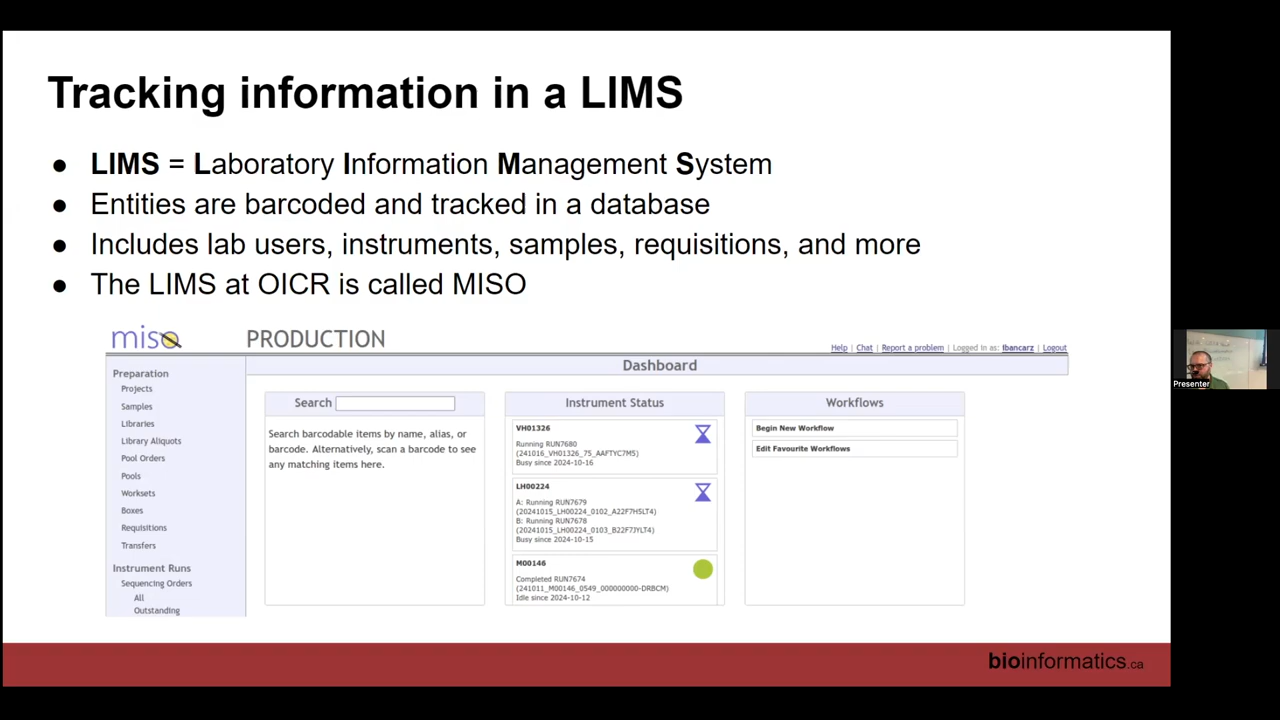 Tracking information in a LIMS
● LIMS = Laboratory Information Management System
● Entities are barcoded and tracked in a database
● Includes lab users, instruments, samples, requisitions, and more
● The LIMS at OICR is called MISO
miso
PRODUCTION
Help | Chat | Report a problem | Logged in as: ibancarz | Logout
Dashboard
Preparation
Projects
Samples
Libraries
Library Aliquots
Pool Orders
Pools
Worksets
Boxes
Requisitions
Transfers
Instrument Runs
Sequencing Orders
All
Outstanding
Search
Search barcodable items by name, alias, or
barcode. Alternatively, scan a barcode to see
any matching items here.
Instrument Status
VH01326
Running RUN7680
(241016_VH01326_75_AAFTYC7M5)
Busy since 2024-10-16
LH00224
A: Running RUN7679
(20241015_LH00224_0102_A22F7HSLT4)
B: Running RUN7678
(20241015_LH00224_0103_B22F7JYLT4)
Busy since 2024-10-15
M00146
Completed RUN7674
(241011_M00146_0549_000000000-DRBCM)
Idle since 2024-10-12
Workflows
Begin New Workflow
Edit Favourite Workflows
Presenter
bioinformatics.ca